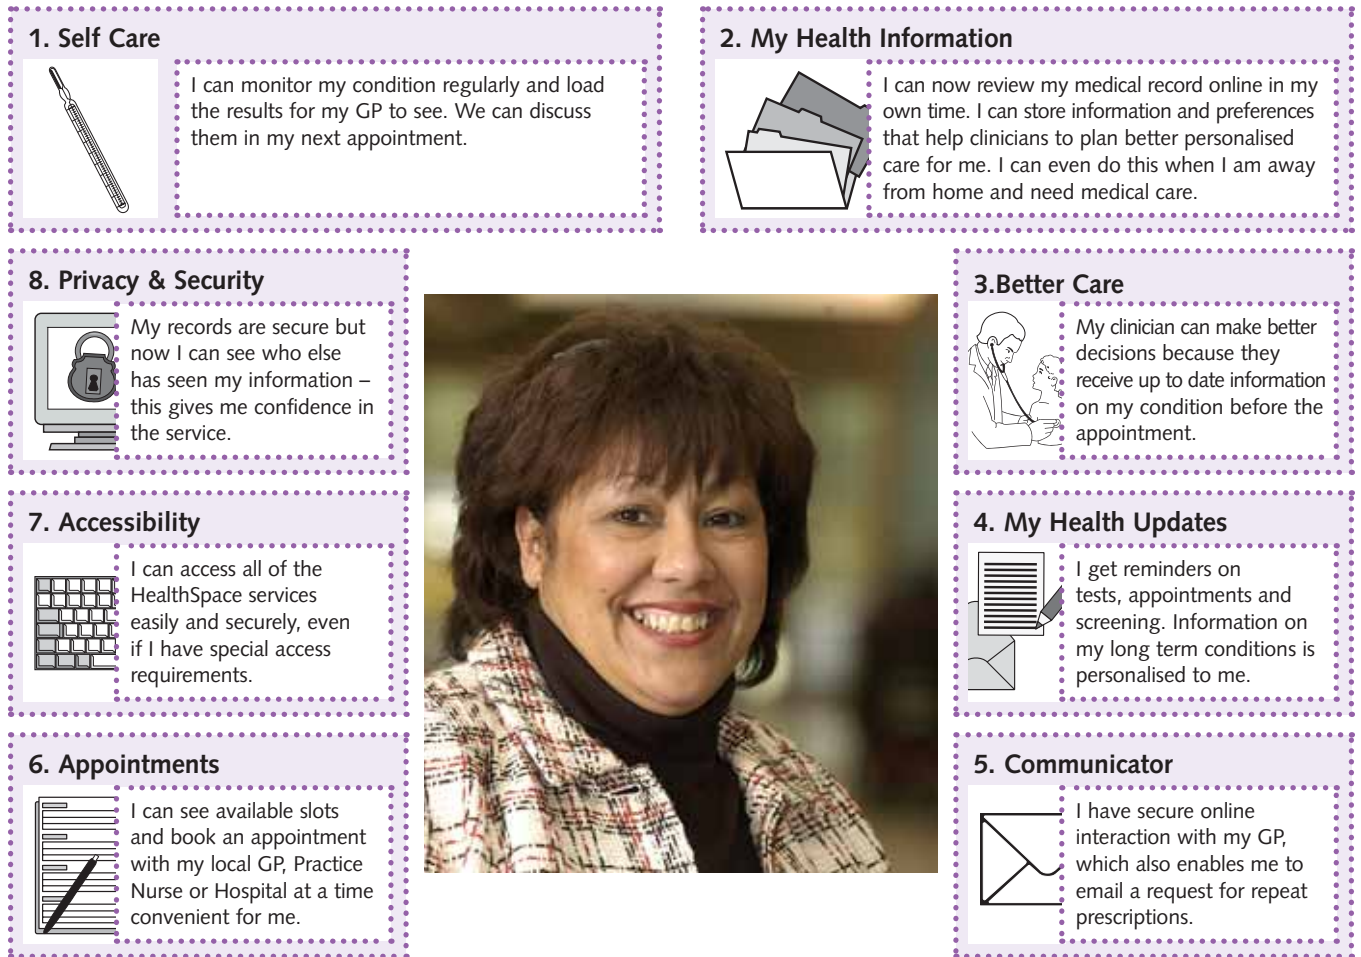 1. Self Care
I can monitor my condition regularly and load
the results for my GP to see. We can discuss
them in my next appointment.
2. My Health Information
I can now review my medical record online in my
own time. I can store information and preferences
that help clinicians to plan better personalised
care for me. I can even do this when I am away
from home and need medical care.
3.Better Care
My clinician can make better
decisions because they
receive up to date information
on my condition before the
appointment.
4. My Health Updates
I get reminders on
tests, appointments and
screening. Information on
my long term conditions is
personalised to me.
5. Communicator
I have secure online
interaction with my GP,
which also enables me to
email a request for repeat
prescriptions.
6. Appointments
I can see available slots
and book an appointment
with my local GP, Practice
Nurse or Hospital at a time
convenient for me.
7. Accessibility
I can access all of the
HealthSpace services
easily and securely, even
if I have special access
requirements.
8. Privacy & Security
My records are secure but
now I can see who else
has seen my information –
this gives me confidence in
the service.